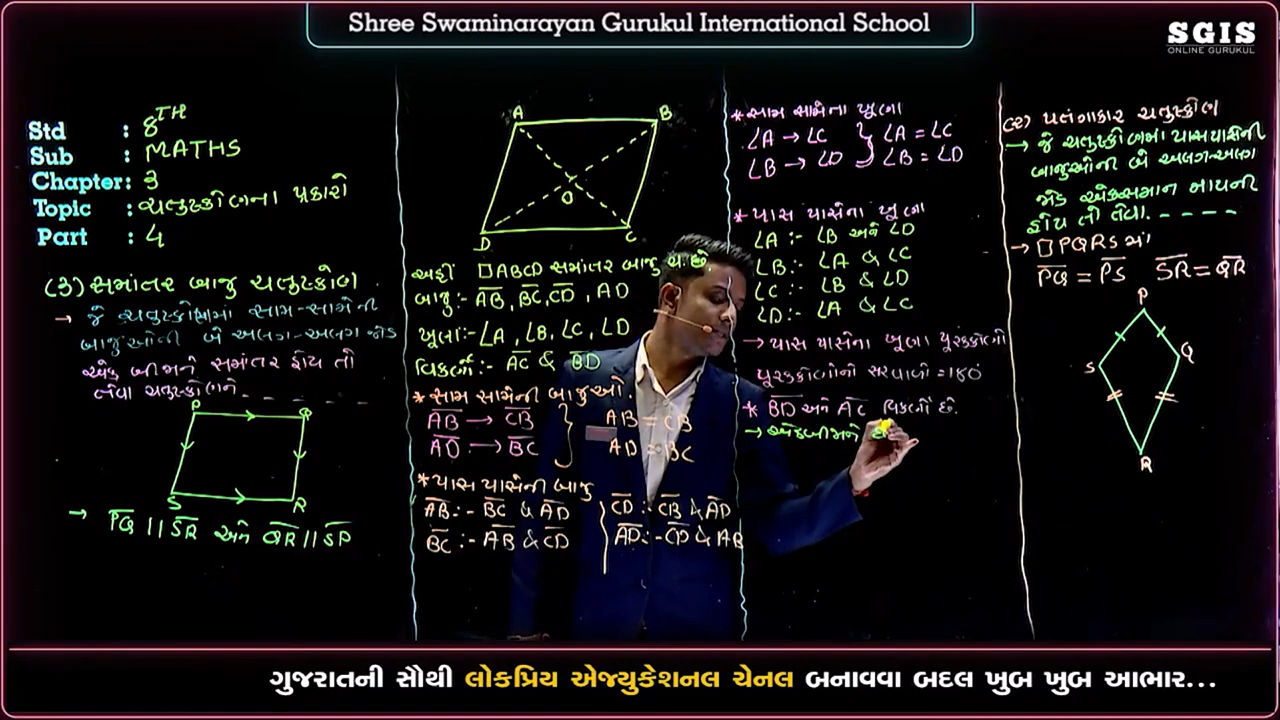 Shree Swaminarayan Gurukul International School
SGIS
ONLINE GURUKUL
Std : 8TH
Sub : MATHS
Chapter: 3
Topic : ચતુષ્કોણના પ્રકારો
Part : 4
(૩) સમાંતર બાજુ ચતુષ્કોણ
→ જે ચતુષ્કોણમાં સામ-સામેની
બાજુઓની બે અલગ-અલગ જોડ
એક બીજાને સમાંતર હોય તો
તેવા ચતુષ્કોણને - - - - -
P Q
S R
→ PQ || SR અને QR || SP
A B
O
D C
અહીં □ABCD સમાંતર બાજુ ચ. છે
બાજુ :- AB, BC, CD, AD
ખૂણા:- ∠A, ∠B, ∠C, ∠D
વિકર્ણો:- AC & BD
* સામ સામેની બાજુઓ.
AB → CB } AB = CB
AD → BC AD = BC
* પાસ પાસેની બાજુ
AB:- BC & AD CD:- CB & AD
BC:- AB & CD AD:- CD & AB
* સામ સામેના ખૂણા
∠A → ∠C } ∠A = ∠C
∠B → ∠D ∠B = ∠D
* પાસ પાસેના ખૂણા
∠A :- ∠B અને ∠D
∠B :- ∠A & ∠C
∠C :- ∠B & ∠D
∠D:- ∠A & ∠C
→ પાસ પાસેના ખૂણા પૂરકકોણો
પૂરકકોણોનો સરવાળો = 180
* BD અને AC વિકર્ણો છે.
→ એકબીજાને
પતંગાકાર ચતુષ્કોણ
→ જે ચતુષ્કોણમાં પાસપાસેની
બાજુઓની બે અલગ-અલગ
જોડ એકસમાન માપની
હોય તો તેવા - - - - -
→ □PQRS માં
PQ = PS SR = QR
P
S Q
R
ગુજરાતની સૌથી લોકપ્રિય એજ્યુકેશનલ ચેનલ બનાવવા બદલ ખુબ ખુબ આભાર...